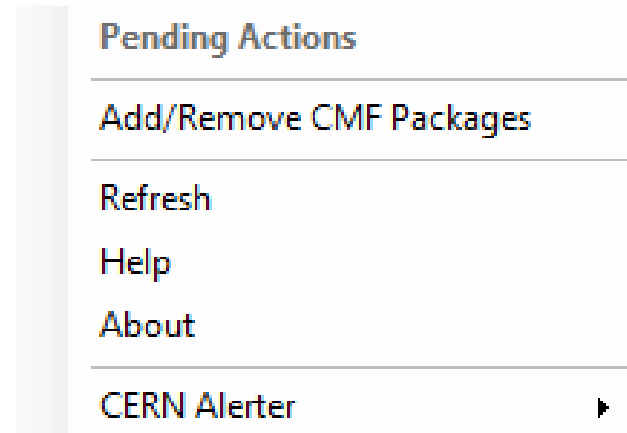 Pending Actions
Add/Remove CMF Packages
Refresh
Help
About
CERN Alerter